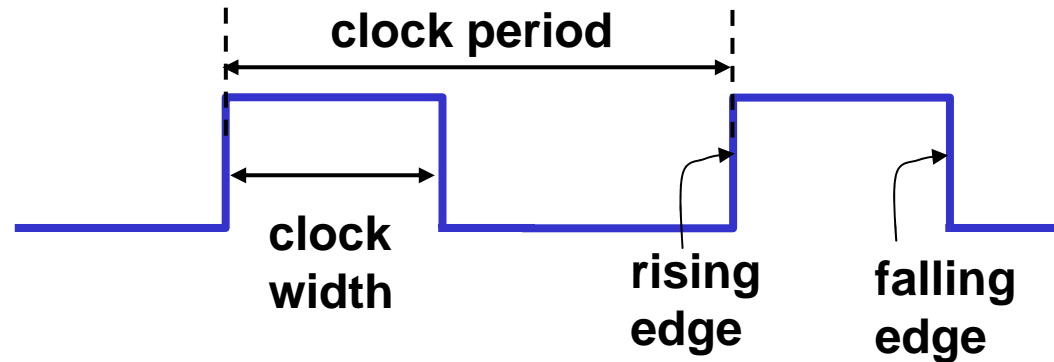 clock period
clock
width
rising
edge
falling
edge